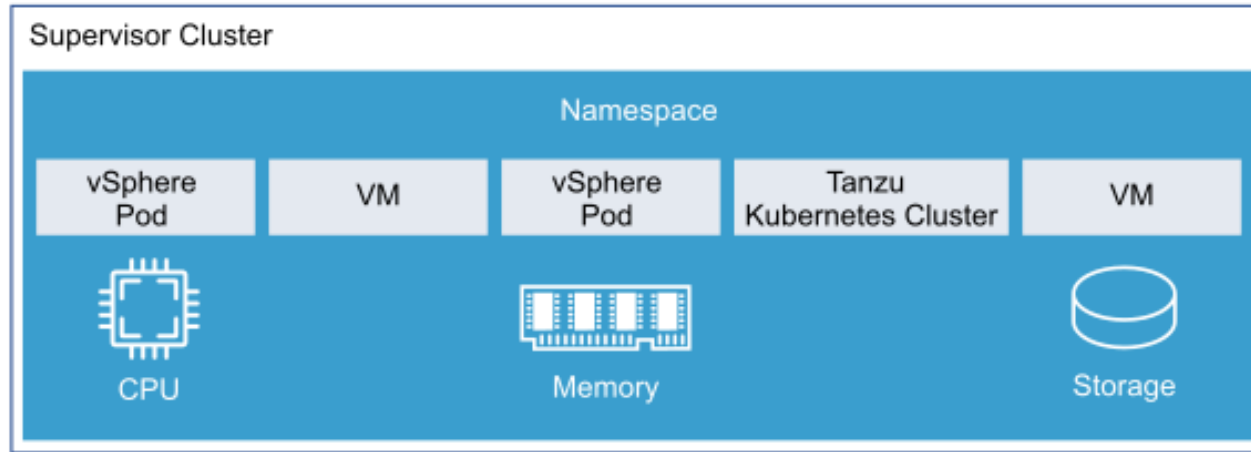 Supervisor Cluster
Namespace
vSphere
Pod
VM
vSphere
Pod
Tanzu
Kubernetes Cluster
VM
CPU
Memory
Storage